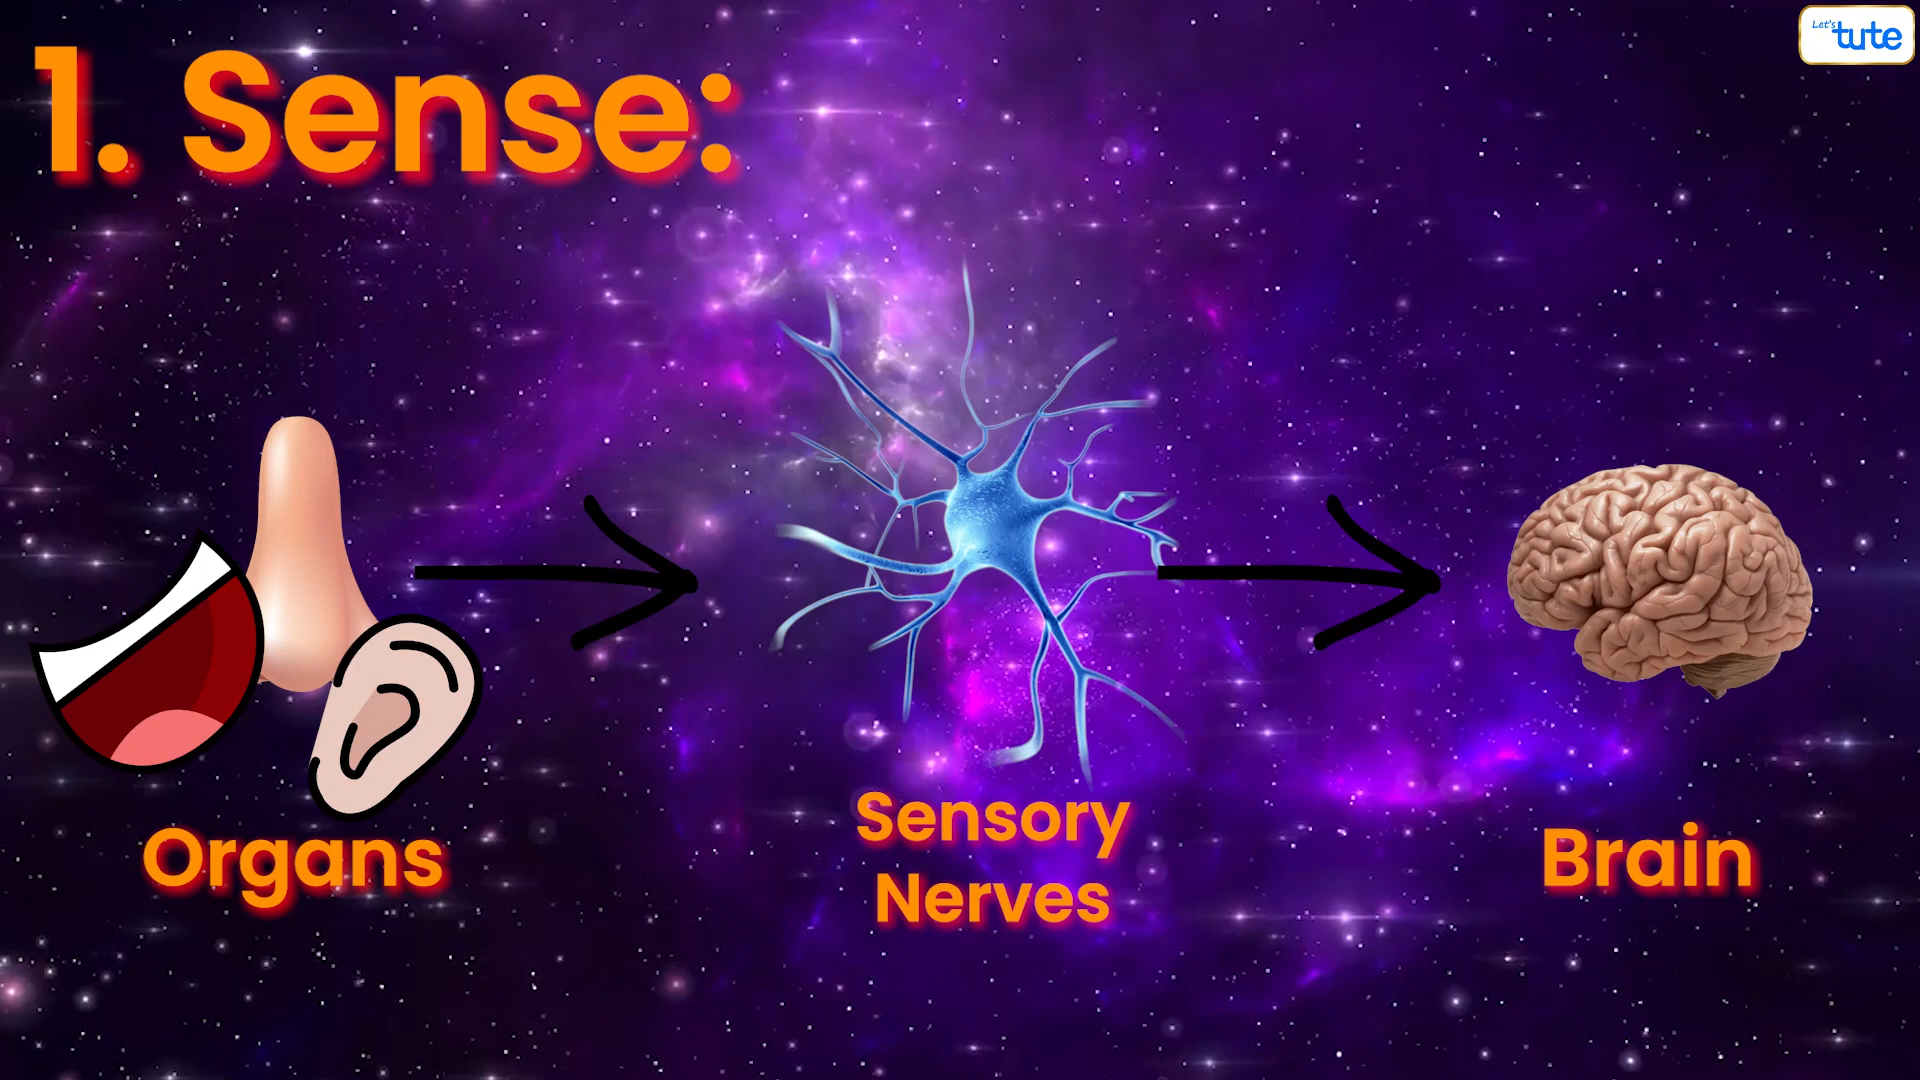 Let's
tute
1. Sense:
Organs
Sensory
Nerves
Brain